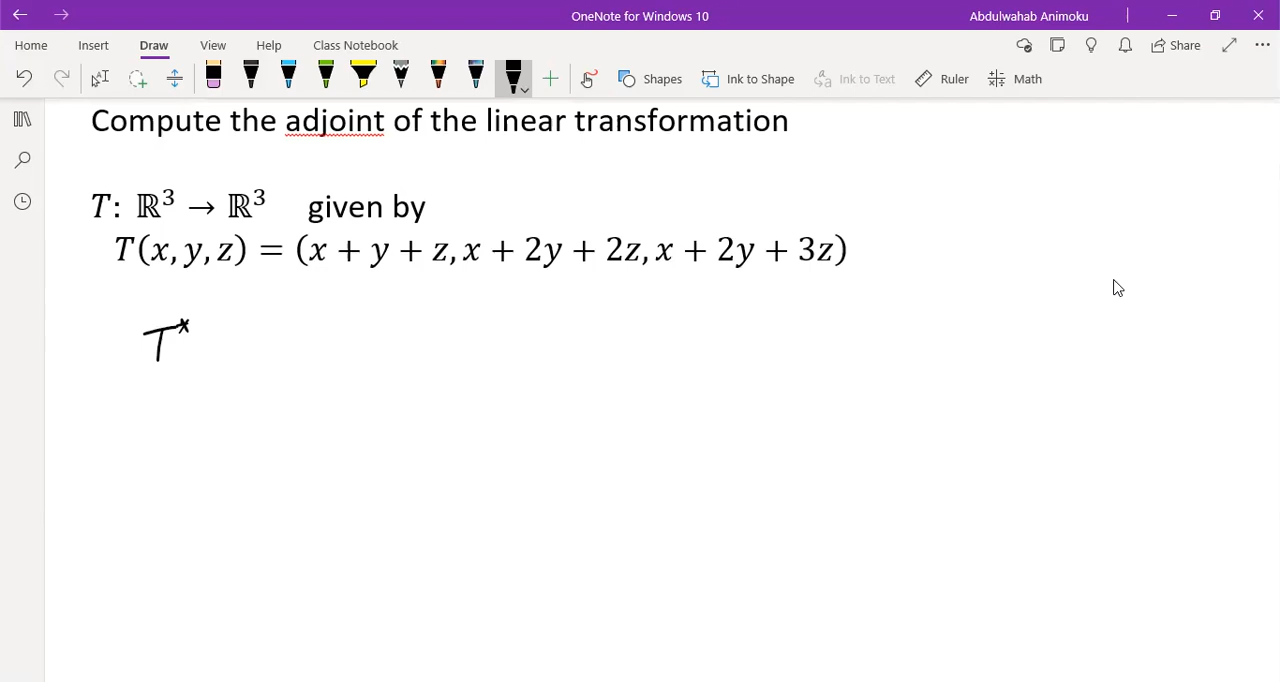 OneNote for Windows 10
Abdulwahab Animoku
Home Insert Draw View Help Class Notebook
Share
Shapes Ink to Shape Ink to Text Ruler Math
Compute the adjoint of the linear transformation
T: ℝ³ → ℝ³ given by
T(x, y, z) = (x + y + z, x + 2y + 2z, x + 2y + 3z)
T*